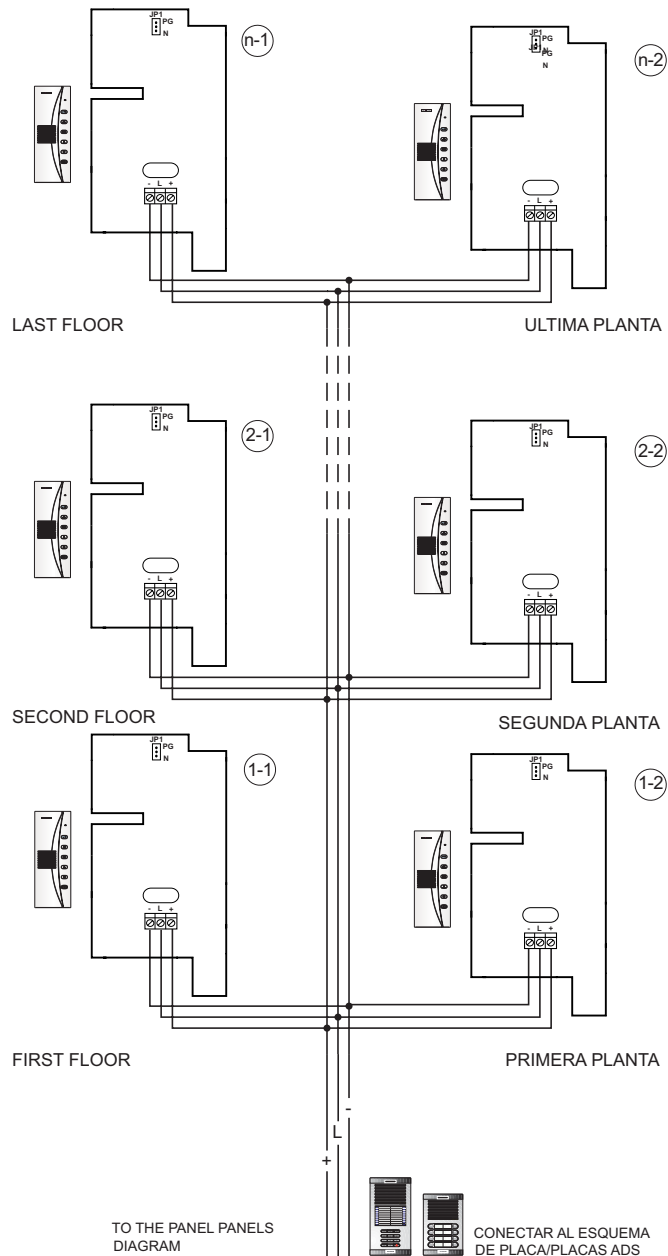 JP1
PG
N
n-1
JP1
PG
JP1
PG
N
N
n-2
- L +
- L +
LAST FLOOR
ULTIMA PLANTA
JP1
PG
N
2-1
JP1
PG
N
2-2
- L +
- L +
SECOND FLOOR
SEGUNDA PLANTA
JP1
PG
N
1-1
JP1
PG
N
1-2
- L +
- L +
FIRST FLOOR
PRIMERA PLANTA
-
L
+
TO THE PANEL PANELS
DIAGRAM
CONECTAR AL ESQUEMA
DE PLACA/PLACAS ADS